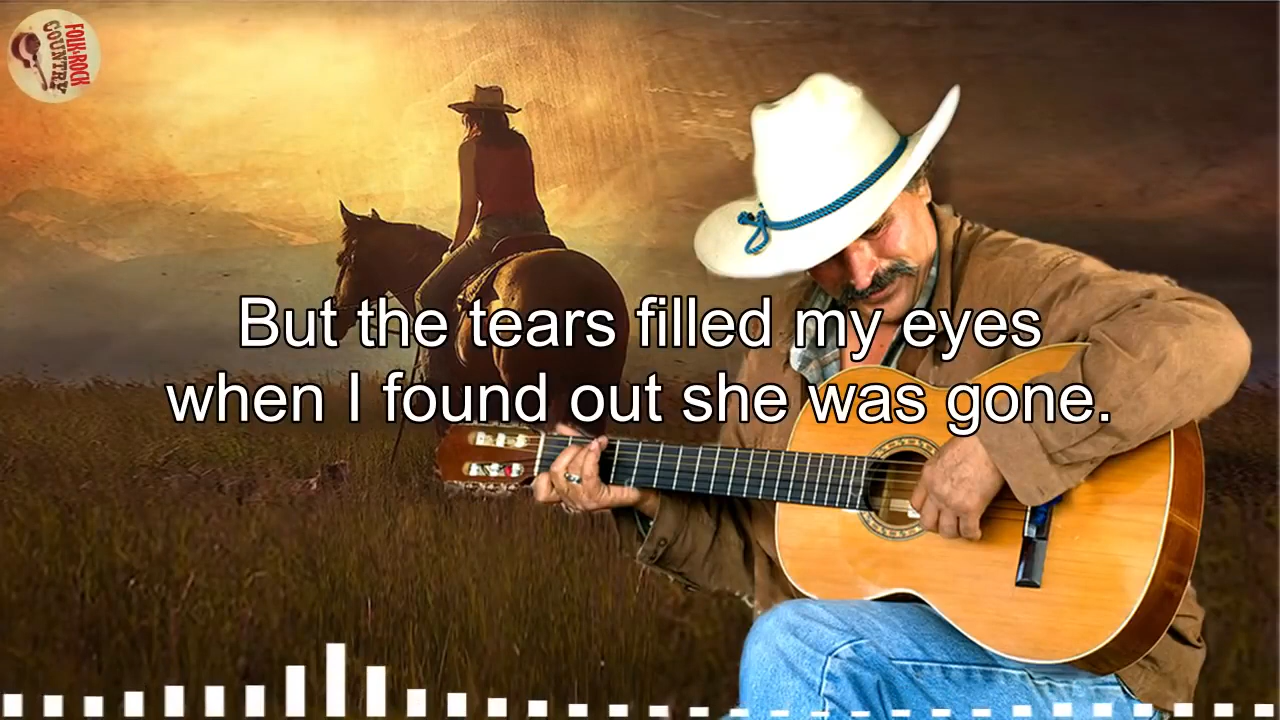 FOLK-ROCK
COUNTRY
But the tears filled my eyes
when I found out she was gone.